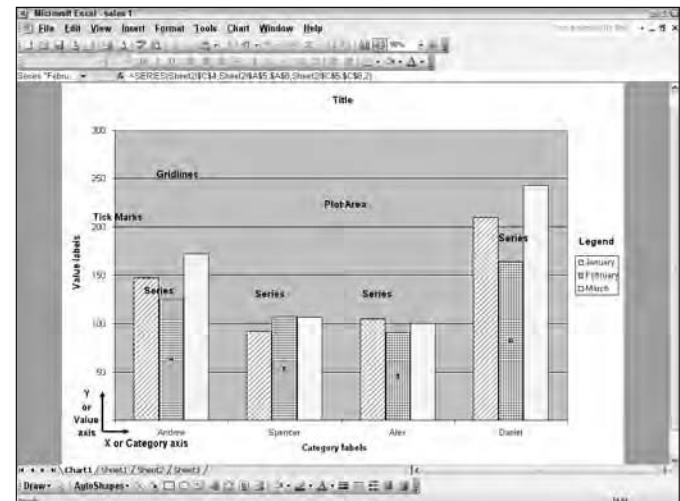 Microsoft Excel - sales 1
File Edit View Insert Format Tools Chart Window Help
90%
Series "Febru
=SERIES(Sheet2!$C$4,Sheet2!$A$5:$A$8,Sheet2!$C$5:$C$8,2)
Title
300
Gridlines
250
Plot Area
Tick Marks
200
Series
Legend
January
February
March
Value labels
150
Series Series Series
100
50
Y
or
Value
axis
X or Category axis
Andrew Spencer Alex Daniel
Category labels
Chart1 / Sheet1 / Sheet2 / Sheet3 /
Draw AutoShapes